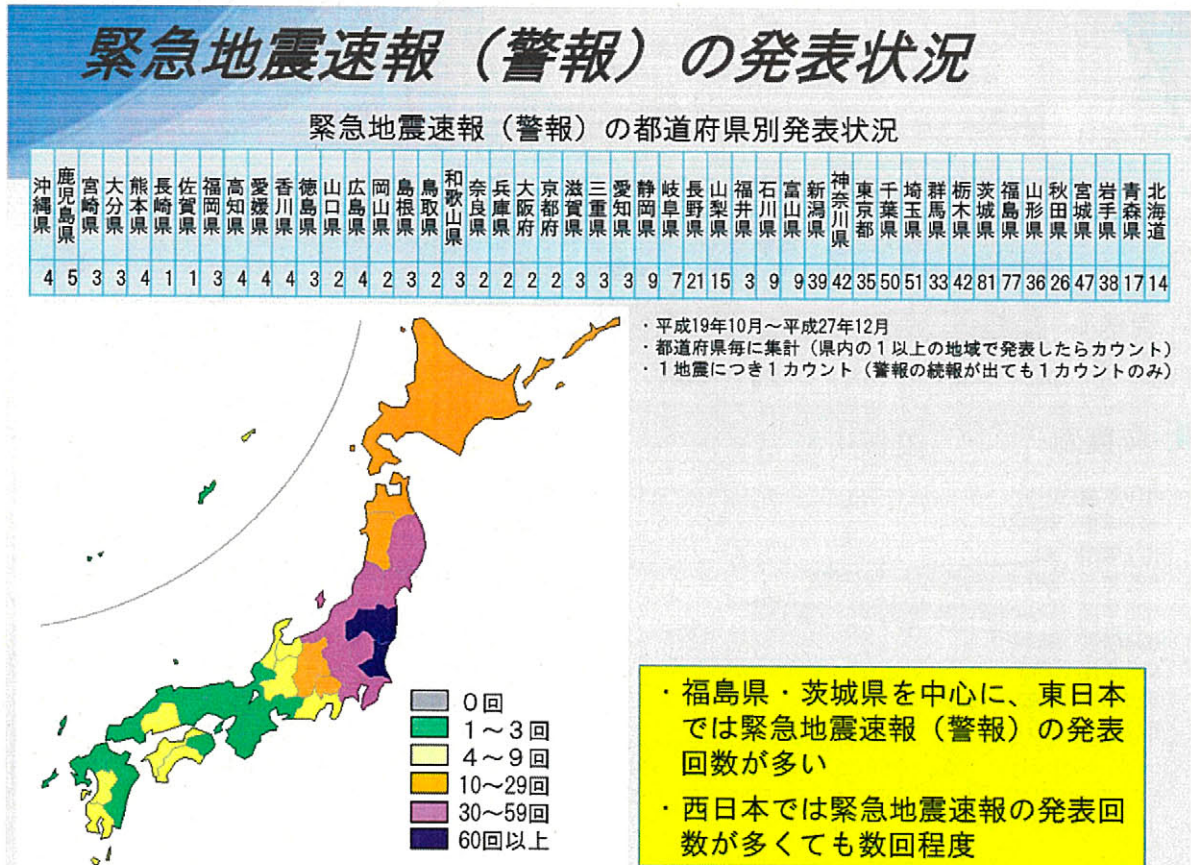 緊急地震速報（警報）の発表状況
緊急地震速報（警報）の都道府県別発表状況
沖縄県 鹿児島県 宮崎県 大分県 熊本県 長崎県 佐賀県 福岡県 高知県 愛媛県 香川県 徳島県 山口県 広島県 岡山県 島根県 鳥取県 和歌山県 奈良県 兵庫県 大阪府 京都府 滋賀県 三重県 愛知県 静岡県 岐阜県 長野県 山梨県 福井県 石川県 富山県 新潟県 神奈川県 東京都 千葉県 埼玉県 群馬県 栃木県 茨城県 福島県 山形県 秋田県 宮城県 岩手県 青森県 北海道
4 5 3 3 4 1 1 3 4 4 4 3 2 4 2 3 2 3 2 2 2 2 3 3 3 9 7 21 15 3 9 9 39 42 35 50 51 33 42 81 77 36 26 47 38 17 14
・平成19年10月～平成27年12月
・都道府県毎に集計（県内の１以上の地域で発表したらカウント）
・１地震につき１カウント（警報の続報が出ても１カウントのみ）
０回
１～３回
４～９回
10～29回
30～59回
60回以上
・福島県・茨城県を中心に、東日本
では緊急地震速報（警報）の発表
回数が多い
・西日本では緊急地震速報の発表回
数が多くても数回程度